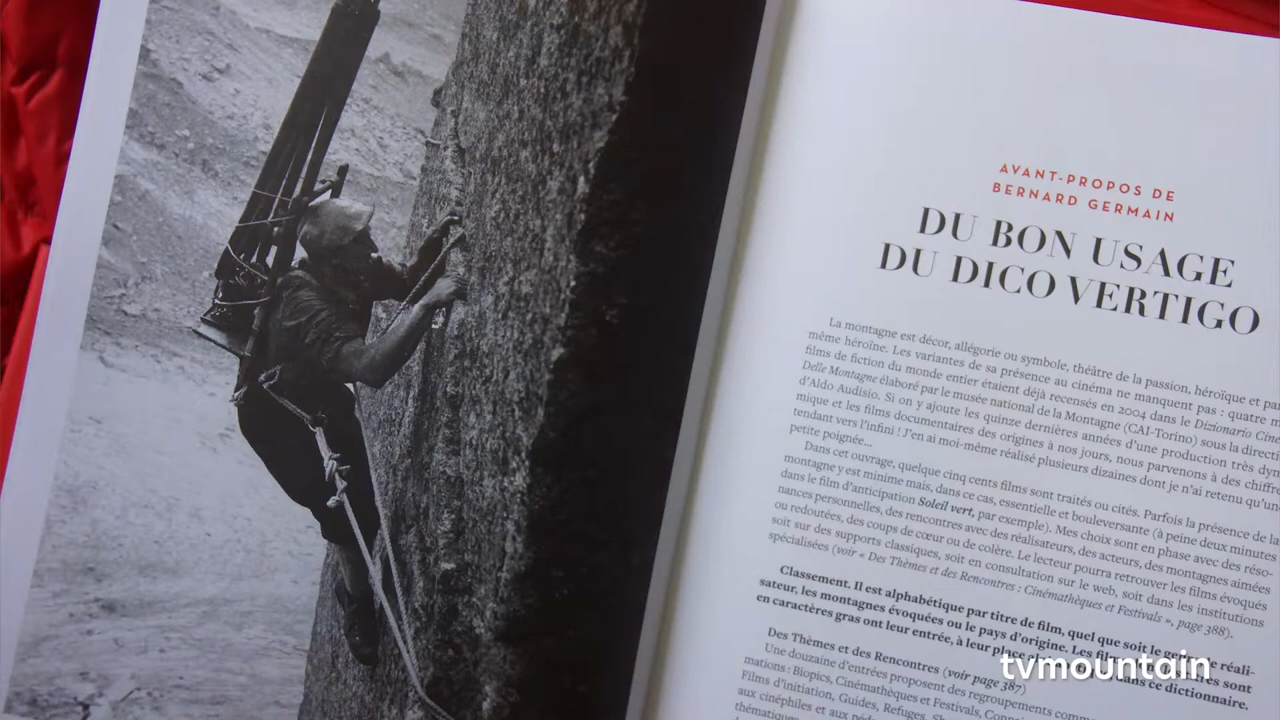 AVANT-PROPOS DE
BERNARD GERMAIN
DU BON USAGE
DU DICO VERTIGO
La montagne est décor, allégorie ou symbole, théâtre de la passion, héroïque et
même héroïne. Les variantes de sa présence au cinéma ne manquent pas : quatre
films de fiction du monde entier étaient déjà recensés en 2004 dans le Dizionario
Delle Montagne élaboré par le musée national de la Montagne (CAI-Torino) sous la
d'Aldo Audisio. Si on y ajoute les quinze dernières années d'une production très
mique et les films documentaires des origines à nos jours, nous parvenons à des
tendant vers l'infini ! J'en ai moi-même réalisé plusieurs dizaines dont je n'ai retenu
petite poignée...
Dans cet ouvrage, quelque cinq cents films sont traités ou cités. Parfois la présence de la
montagne y est minime mais, dans ce cas, essentielle et bouleversante (à peine deux minutes
dans le film d'anticipation Soleil vert, par exemple). Mes choix sont en phase avec des réso-
nances personnelles, des rencontres avec des réalisateurs, des acteurs, des montagnes aimées
ou redoutées, des coups de cœur ou de colère. Le lecteur pourra retrouver les films évoqués
soit sur des supports classiques, soit en consultation sur le web, soit dans les institutions
spécialisées (voir « Des Thèmes et des Rencontres : Cinémathèques et Festivals », page 388).
Classement. Il est alphabétique par titre de film, quel que soit le genre, le réali-
sateur, les montagnes évoquées ou le pays d'origine. Les sont
en caractères gras ont leur entrée, à leur place dans ce dictionnaire.
Des Thèmes et des Rencontres (voir page 387)
Une douzaine d'entrées proposent des regroupements
mations : Biopics, Cinémathèques et Festivals,
Films d'initiation, Guides, Refuges,
aux cinéphiles et aux
thématiques
tvmountain